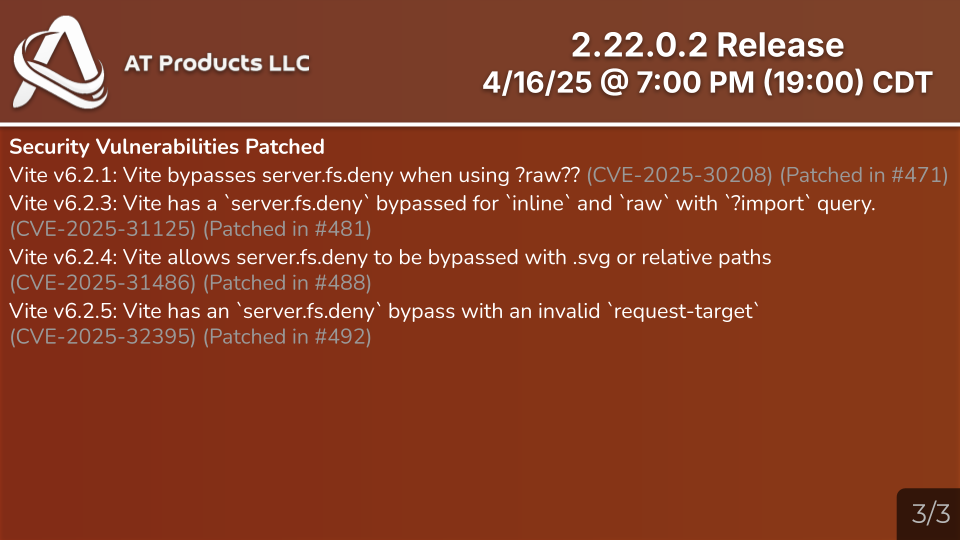 AT Products LLC
2.22.0.2 Release
4/16/25 @ 7:00 PM (19:00) CDT
Security Vulnerabilities Patched
Vite v6.2.1: Vite bypasses server.fs.deny when using ?raw?? (CVE-2025-30208) (Patched in #471)
Vite v6.2.3: Vite has a `server.fs.deny` bypassed for `inline` and `raw` with `?import` query.
(CVE-2025-31125) (Patched in #481)
Vite v6.2.4: Vite allows server.fs.deny to be bypassed with .svg or relative paths
(CVE-2025-31486) (Patched in #488)
Vite v6.2.5: Vite has an `server.fs.deny` bypass with an invalid `request-target`
(CVE-2025-32395) (Patched in #492)
3/3